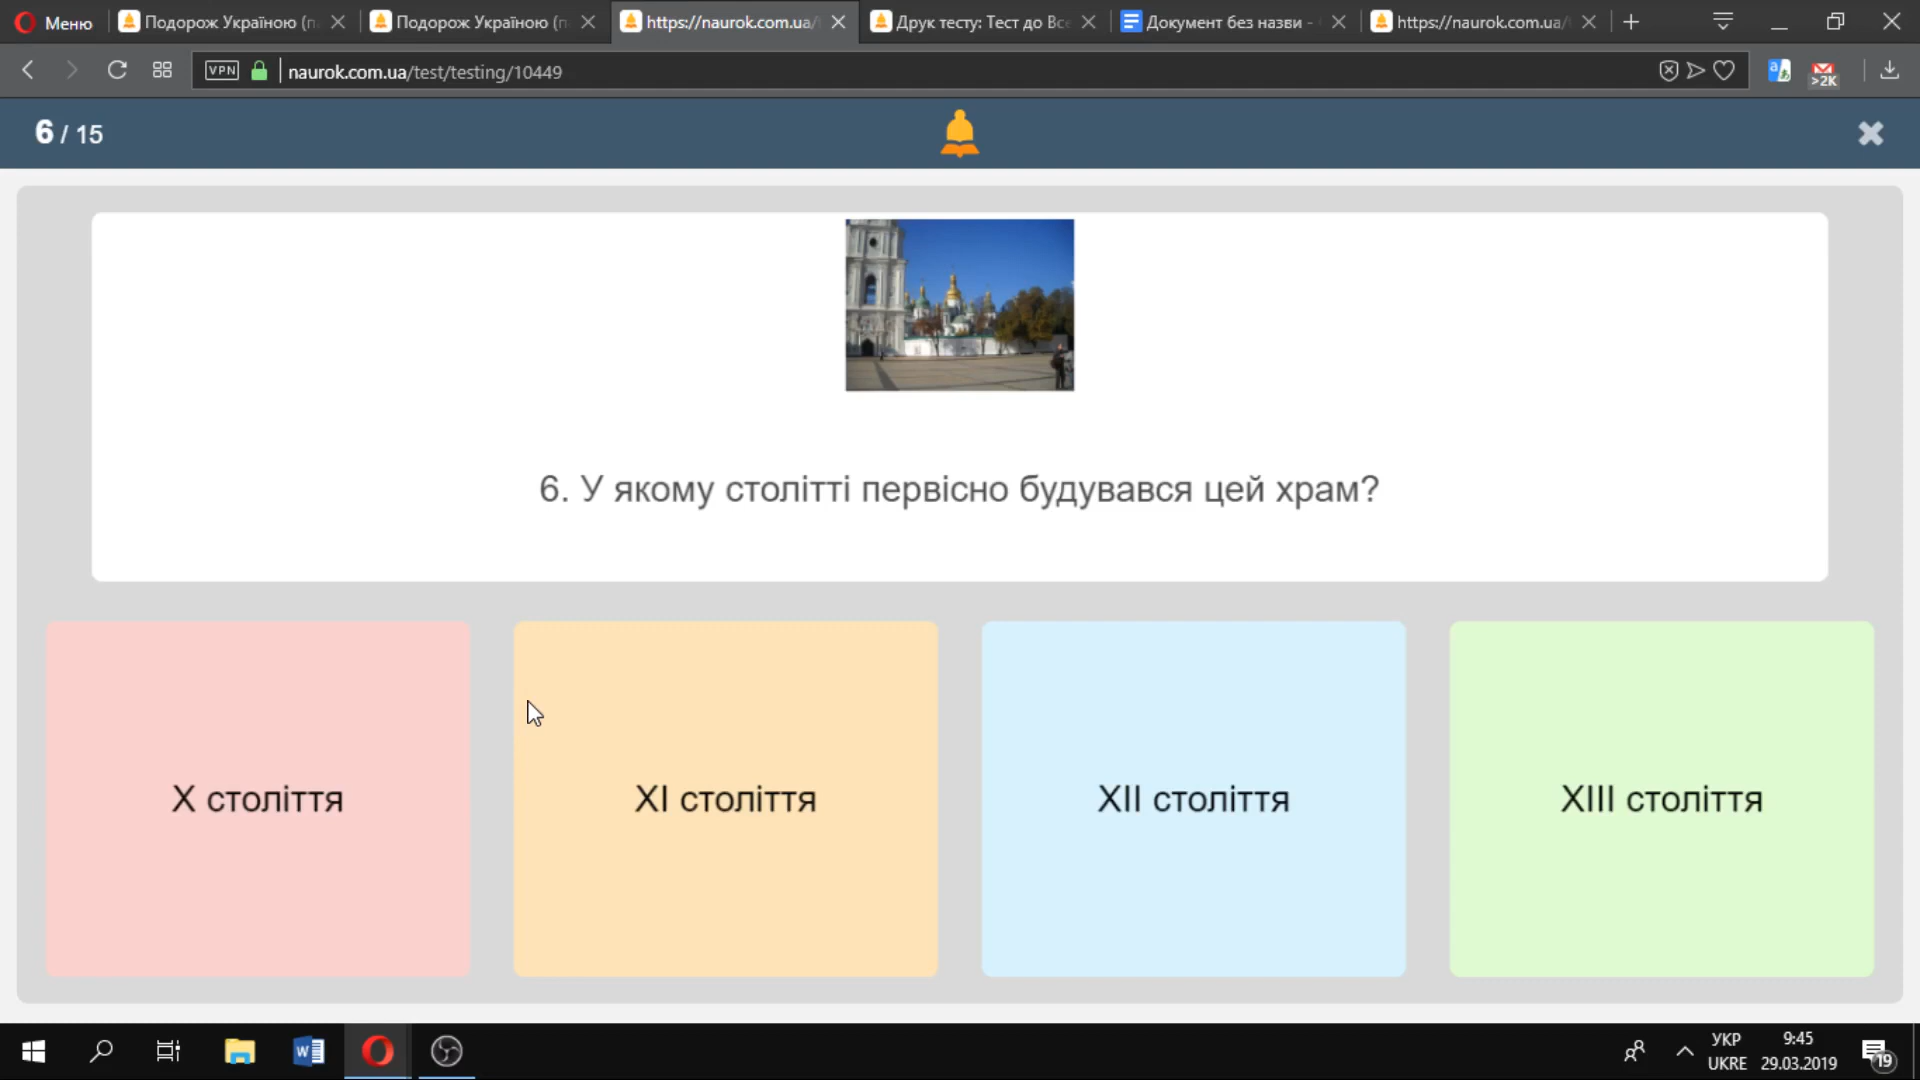 Меню
Подорож Україною (п
Подорож Україною (п
https://naurok.com.ua/
Друк тесту: Тест до Все
Документ без назви -
https://naurok.com.ua/
VPN
naurok.com.ua/test/testing/10449
>2K
6 / 15
6. У якому столітті первісно будувався цей храм?
X століття
XI століття
XII століття
XIII століття
УКР
UKRE
9:45
29.03.2019
19